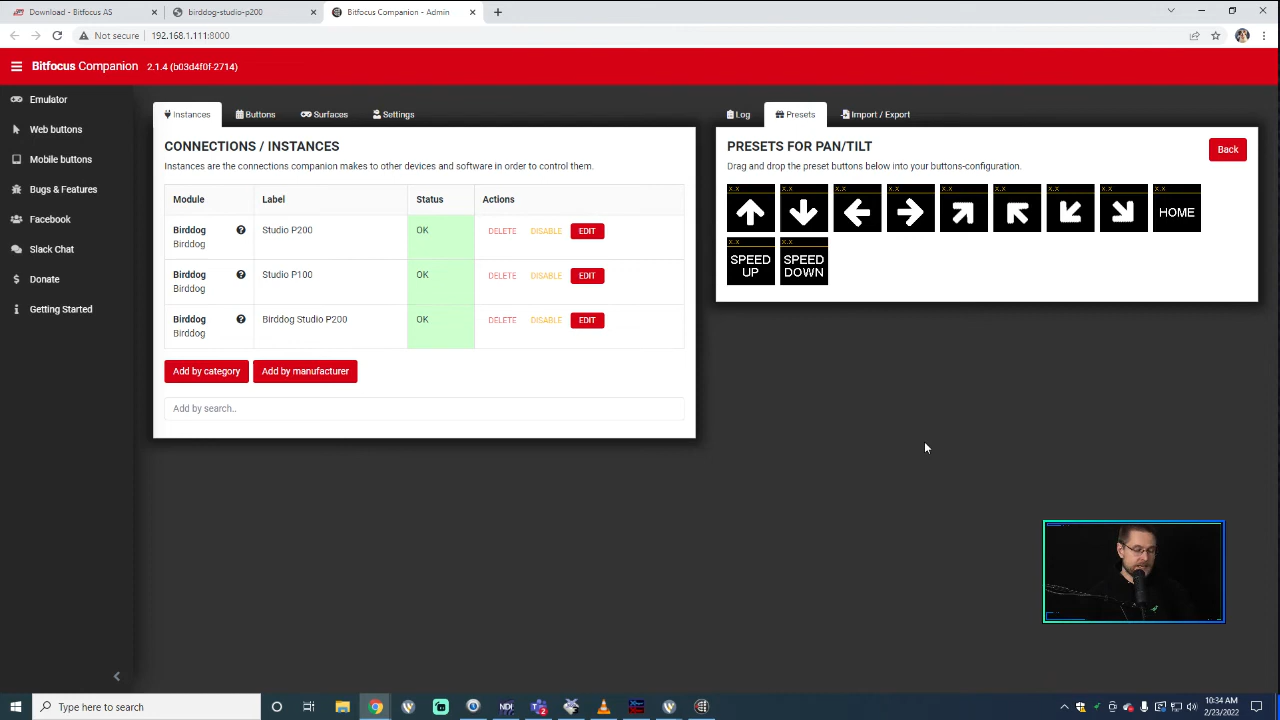 Download - Bitfocus AS
birddog-studio-p200
Bitfocus Companion - Admin
Not secure
192.168.1.111:8000
Bitfocus Companion
2.1.4 (b03d4f0f-2714)
Emulator
Web buttons
Mobile buttons
Bugs & Features
Facebook
Slack Chat
Donate
Getting Started
Instances
Buttons
Surfaces
Settings
CONNECTIONS / INSTANCES
Instances are the connections companion makes to other devices and software in order to control them.
Module
Label
Status
Actions
Birddog
Birddog
Studio P200
OK
DELETE
DISABLE
EDIT
Birddog
Birddog
Studio P100
OK
DELETE
DISABLE
EDIT
Birddog
Birddog
Birddog Studio P200
OK
DELETE
DISABLE
EDIT
Add by category
Add by manufacturer
Add by search..
Log
Presets
Import / Export
PRESETS FOR PAN/TILT
Back
Drag and drop the preset buttons below into your buttons-configuration.
x.x
x.x
x.x
x.x
x.x
x.x
x.x
x.x
x.x
HOME
x.x
SPEED
UP
x.x
SPEED
DOWN
Type here to search
10:34 AM
2/23/2022